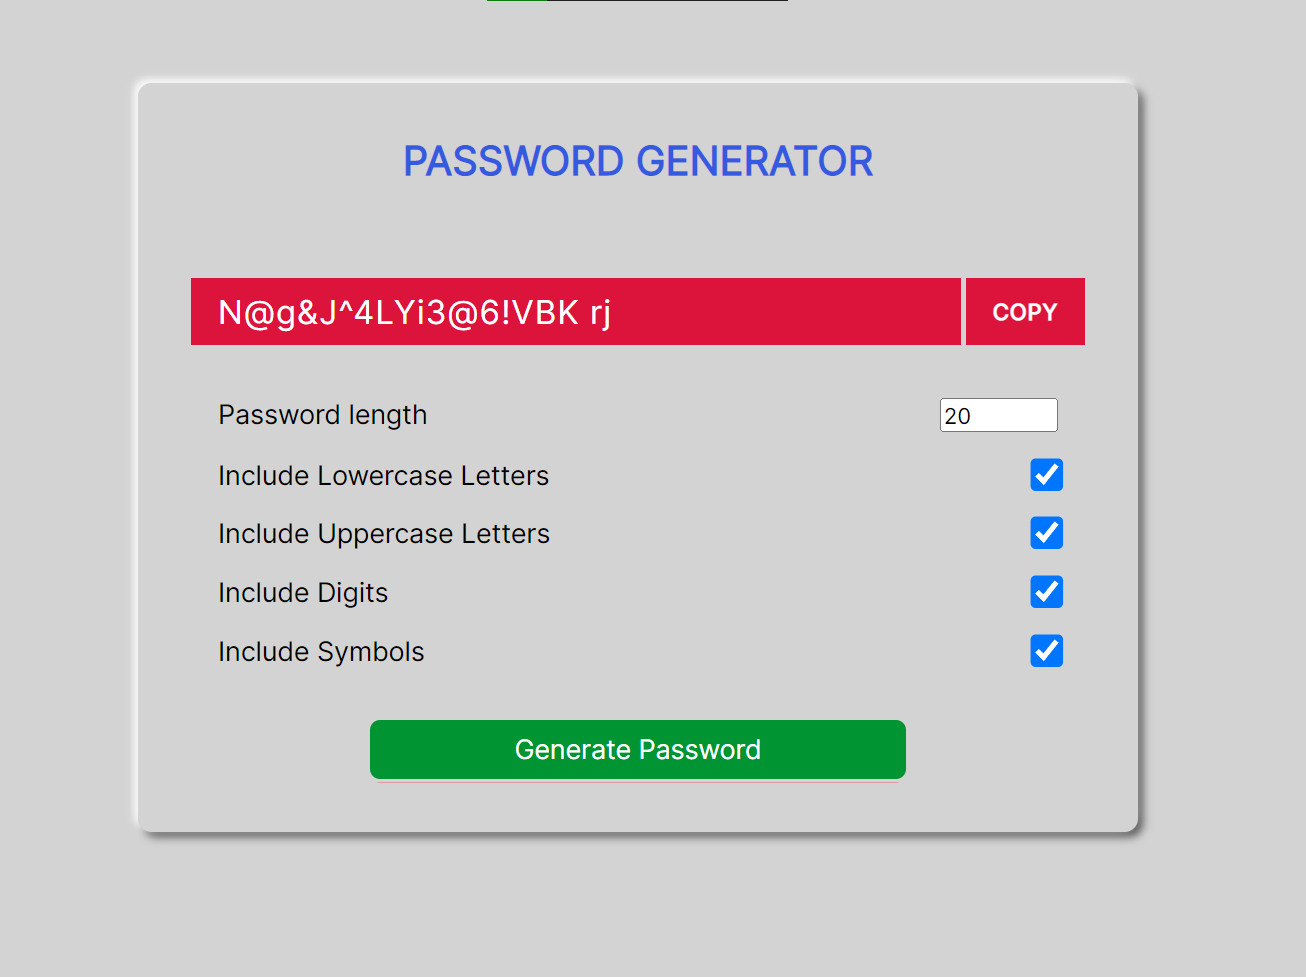 PASSWORD GENERATOR
N@g&J^4LYi3@6!VBK rj
COPY
Password length
20
Include Lowercase Letters
Include Uppercase Letters
Include Digits
Include Symbols
Generate Password